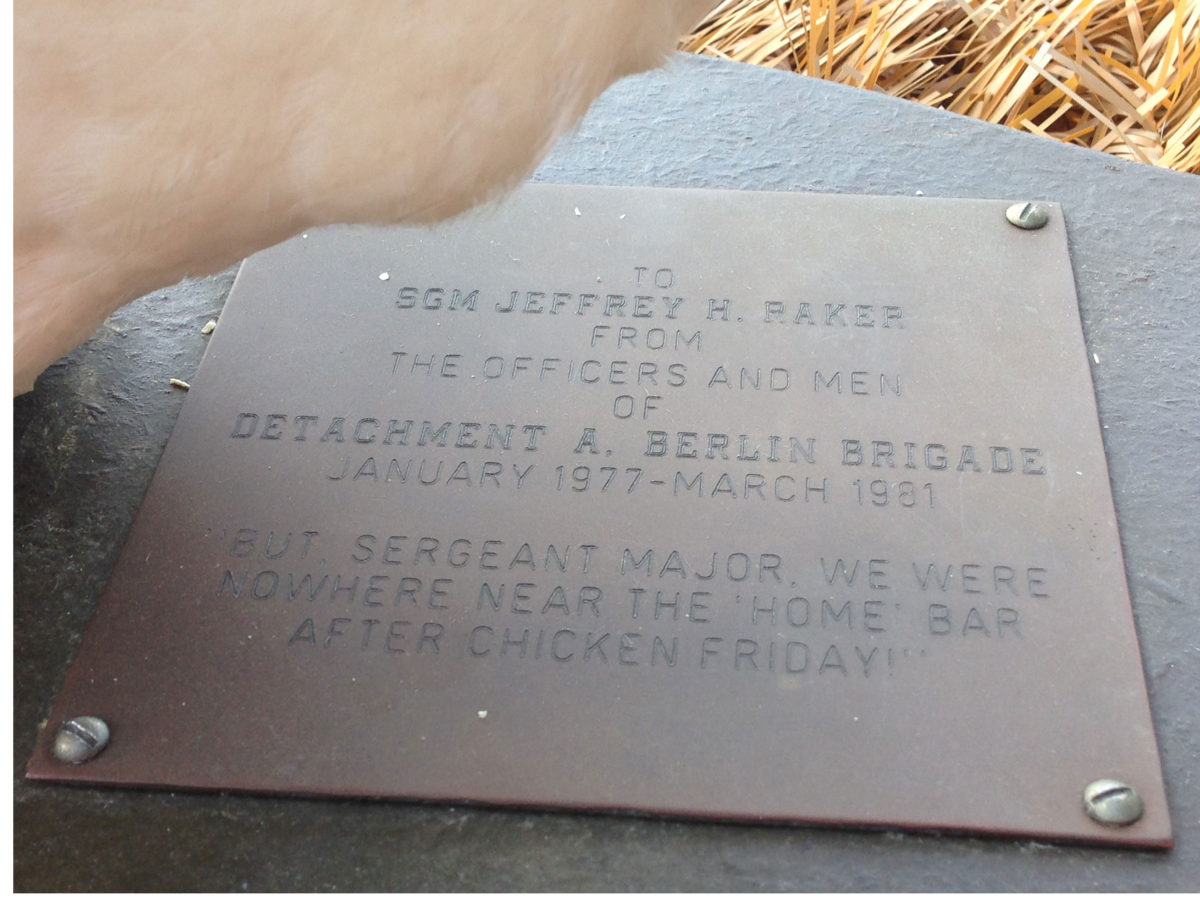 TO
SGM JEFFREY H. RAKER
FROM
THE OFFICERS AND MEN
OF
DETACHMENT A. BERLIN BRIGADE
JANUARY 1977-MARCH 1981
"BUT, SERGEANT MAJOR, WE WERE
NOWHERE NEAR THE 'HOME' BAR
AFTER CHICKEN FRIDAY!"